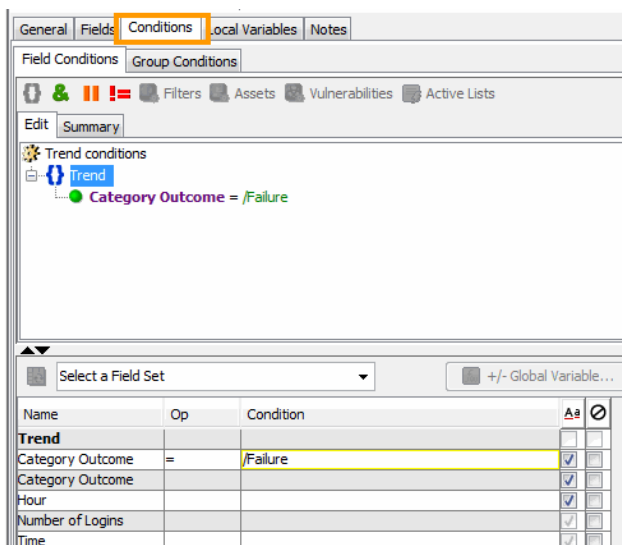 General Fields Conditions Local Variables Notes
Field Conditions Group Conditions
{} & != Filters Assets Vulnerabilities Active Lists
Edit Summary
Trend conditions
{} Trend
Category Outcome = /Failure
Select a Field Set +/- Global Variable...
Name Op Condition Aa
Trend
Category Outcome = /Failure
Category Outcome
Hour
Number of Logins
Time